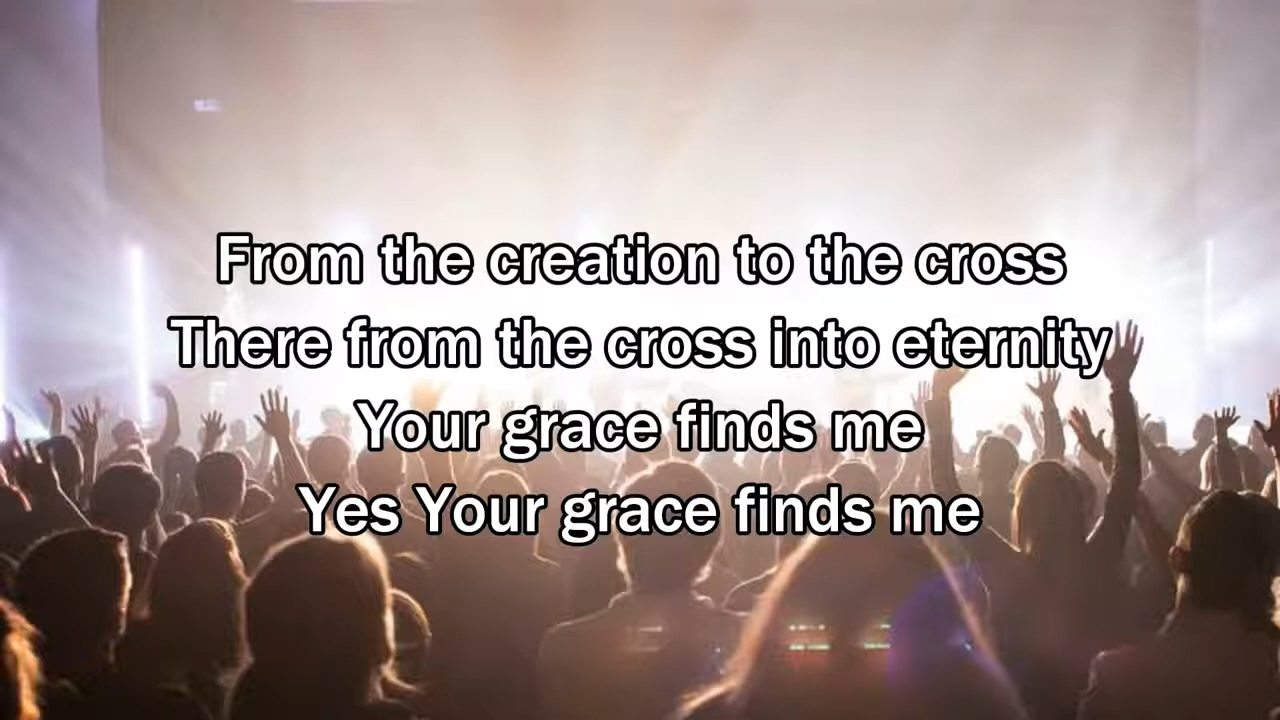 From the creation to the cross
There from the cross into eternity
Your grace finds me
Yes Your grace finds me